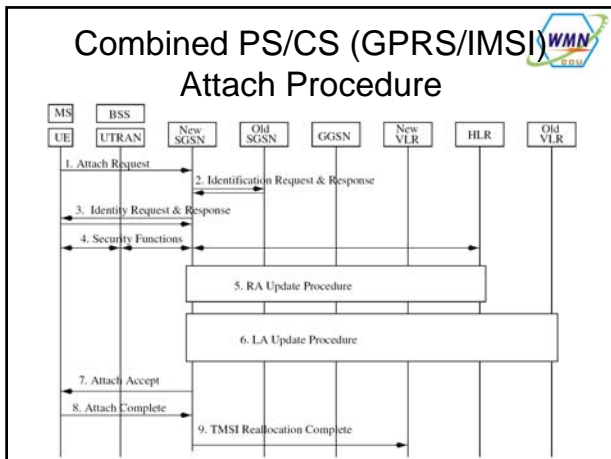 Combined PS/CS (GPRS/IMSI)
Attach Procedure
WMN
MS
BSS
UE
UTRAN
New
SGSN
Old
SGSN
GGSN
New
VLR
HLR
Old
VLR
1. Attach Request
2. Identification Request & Response
3. Identity Request & Response
4. Security Functions
5. RA Update Procedure
6. LA Update Procedure
7. Attach Accept
8. Attach Complete
9. TMSI Reallocation Complete